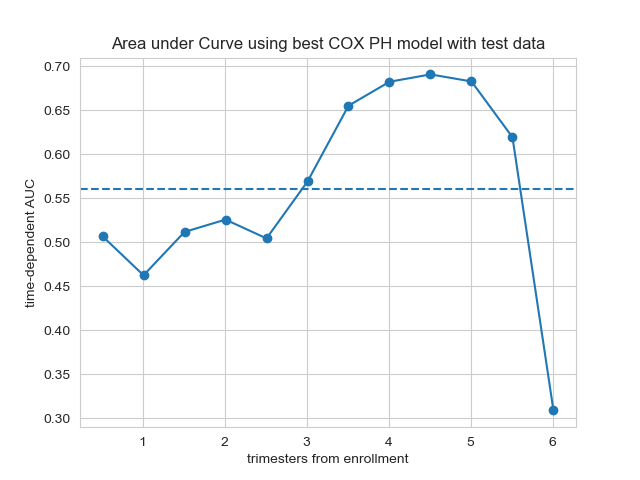 Area under Curve using best COX PH model with test data
0.70
0.65
0.60
0.55
0.50
0.45
0.40
0.35
0.30
time-dependent AUC
1 2 3 4 5 6
trimesters from enrollment